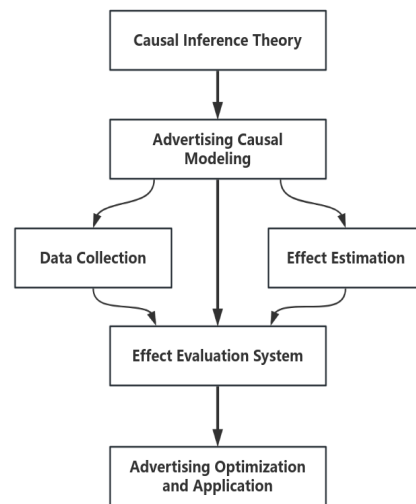 Causal Inference Theory
Advertising Causal
Modeling
Data Collection
Effect Estimation
Effect Evaluation System
Advertising Optimization
and Application